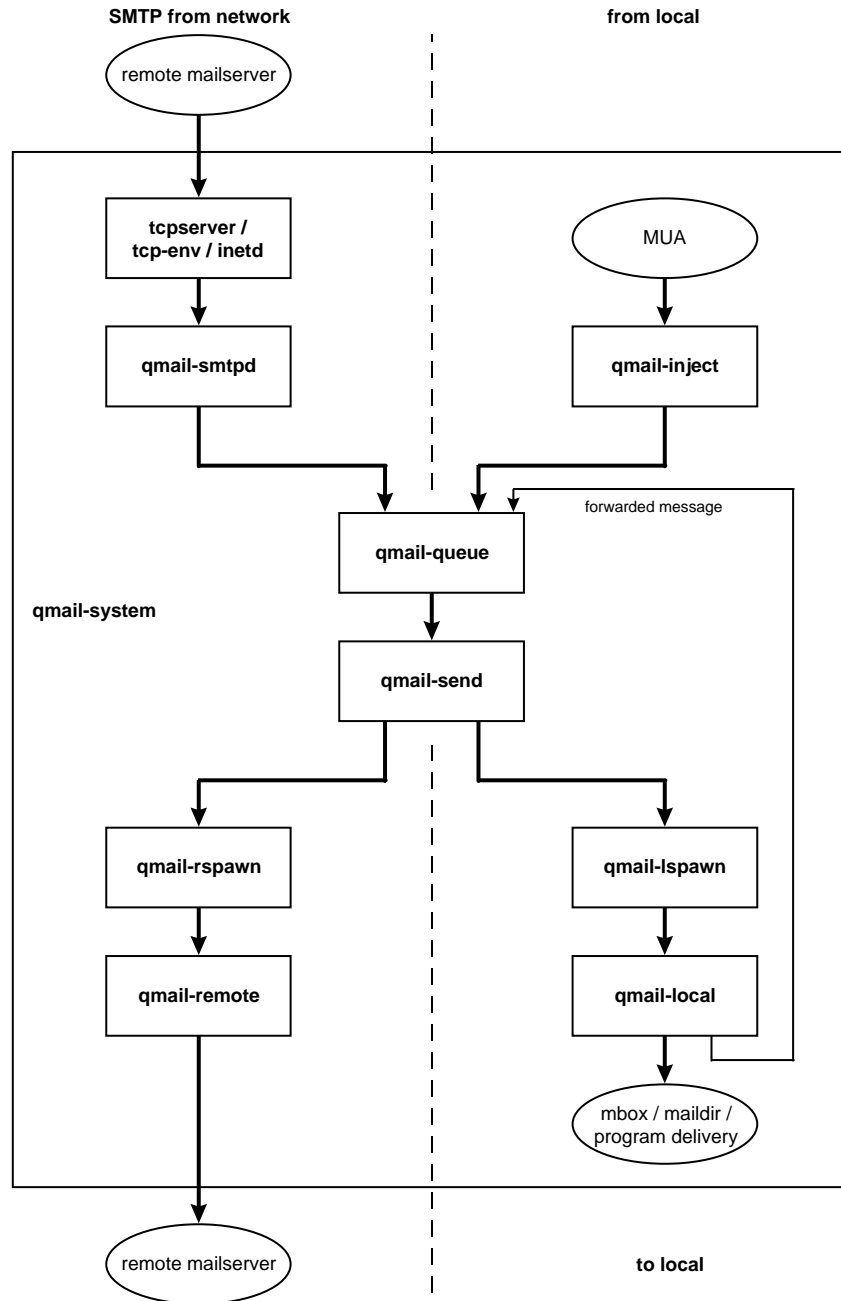 SMTP from network
from local
remote mailserver
tcpserver /
tcp-env / inetd
MUA
qmail-smtpd
qmail-inject
forwarded message
qmail-queue
qmail-system
qmail-send
qmail-rspawn
qmail-lspawn
qmail-remote
qmail-local
mbox / maildir /
program delivery
remote mailserver
to local